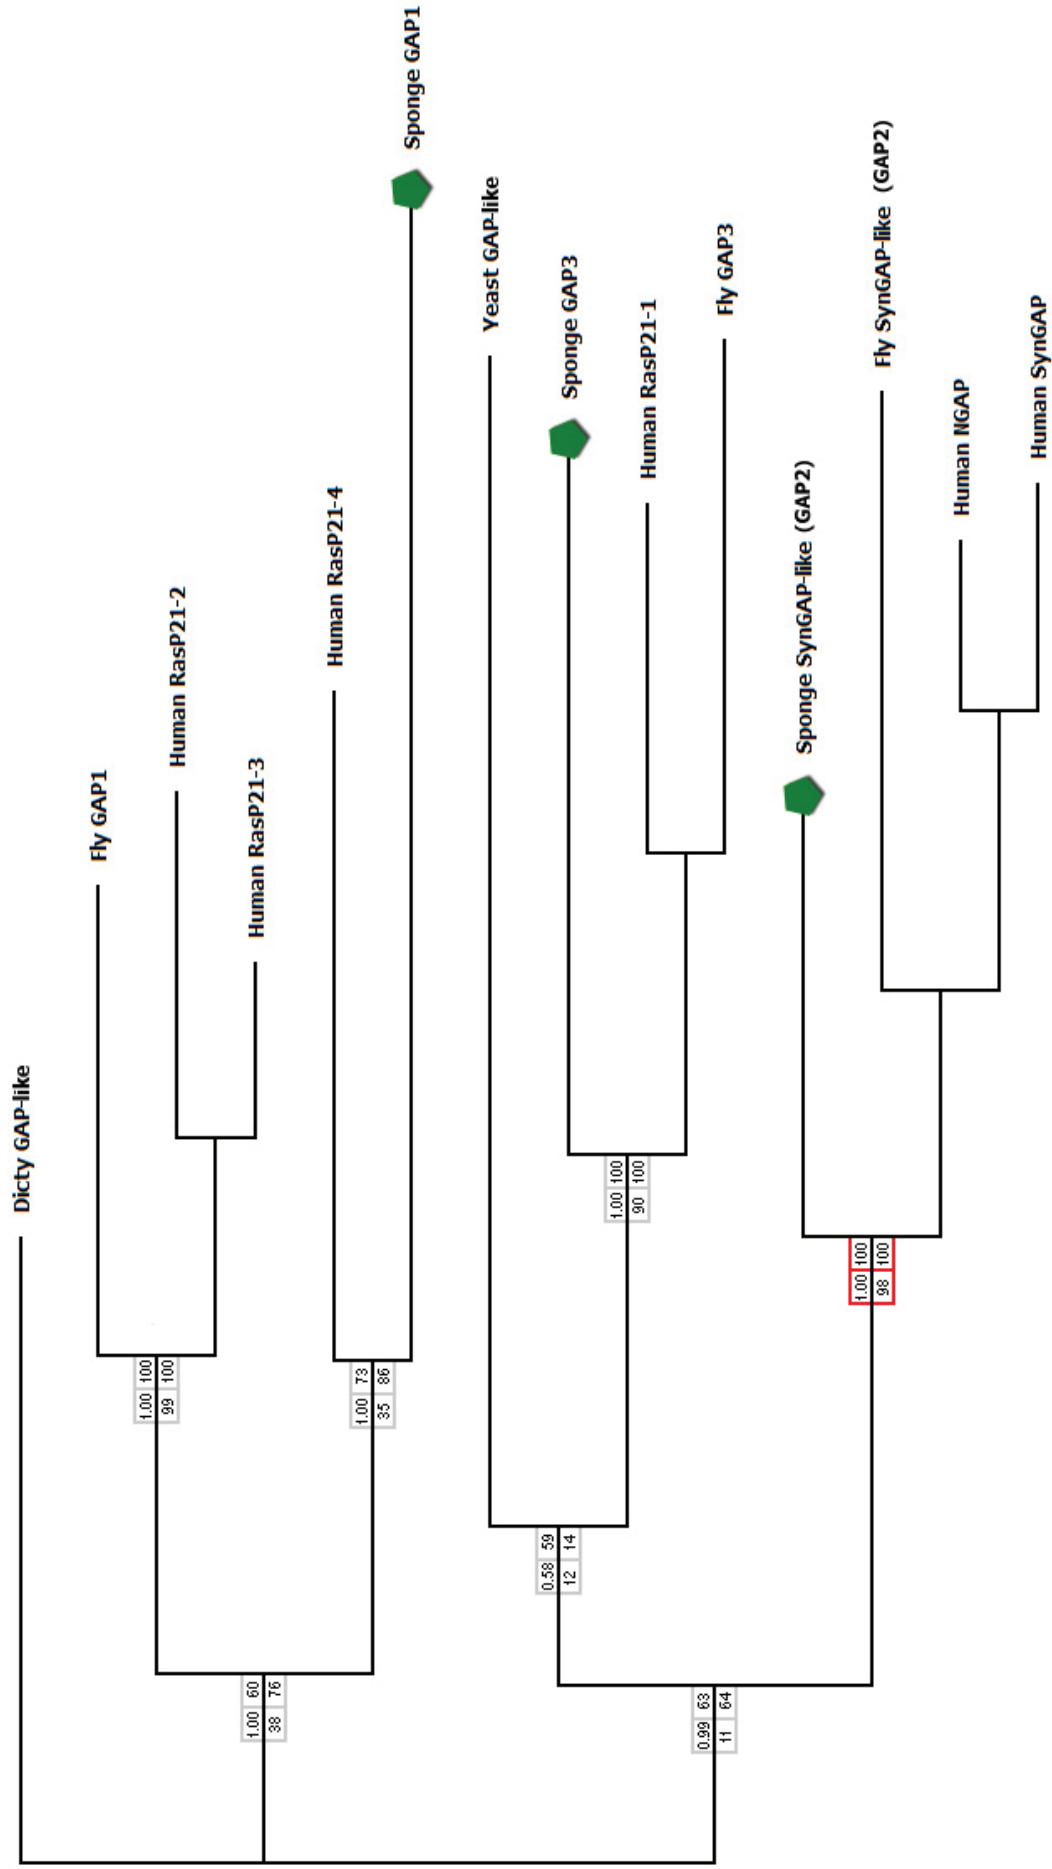 Dicty GAP-like
Fly GAP1
Human RasP21-2
Human RasP21-3
Human RasP21-4
Sponge GAP1
Yeast GAP-like
Sponge GAP3
Human RasP21-1
Fly GAP3
Sponge SynGAP-like (GAP2)
Fly SynGAP-like (GAP2)
Human NGAP
Human SynGAP
1.00 100
99 100
1.00 73
35 86
1.00 60
38 76
0.58 59
12 14
1.00 100
90 100
0.99 63
11 64
1.00 100
98 100